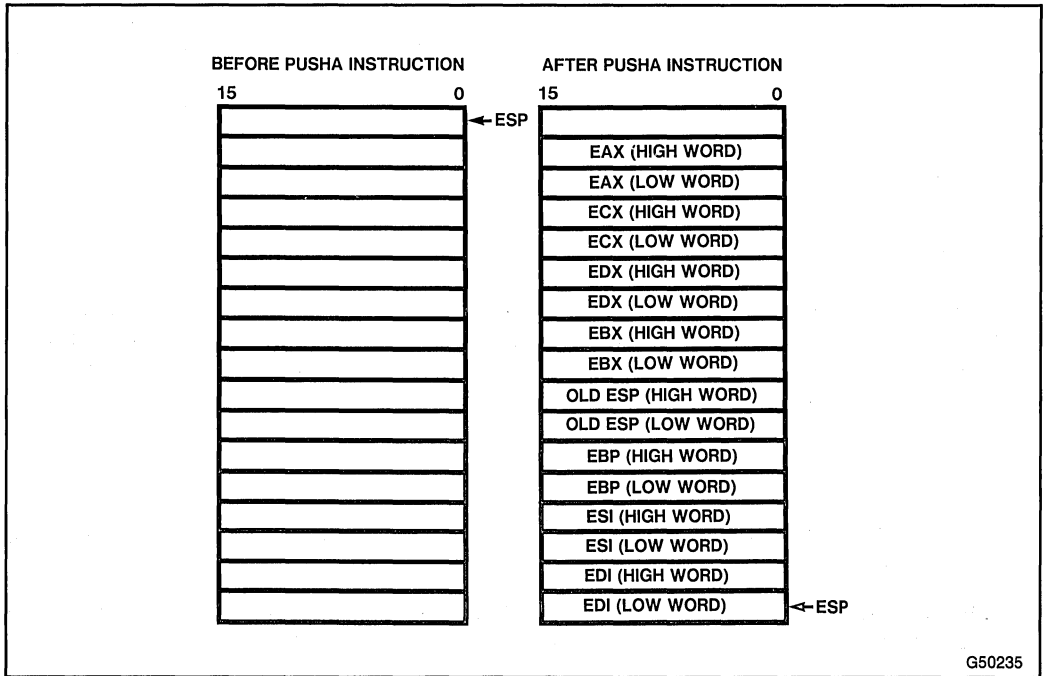 BEFORE PUSHA INSTRUCTION
15 0
ESP
AFTER PUSHA INSTRUCTION
15 0
EAX (HIGH WORD)
EAX (LOW WORD)
ECX (HIGH WORD)
ECX (LOW WORD)
EDX (HIGH WORD)
EDX (LOW WORD)
EBX (HIGH WORD)
EBX (LOW WORD)
OLD ESP (HIGH WORD)
OLD ESP (LOW WORD)
EBP (HIGH WORD)
EBP (LOW WORD)
ESI (HIGH WORD)
ESI (LOW WORD)
EDI (HIGH WORD)
EDI (LOW WORD)
ESP
G50235